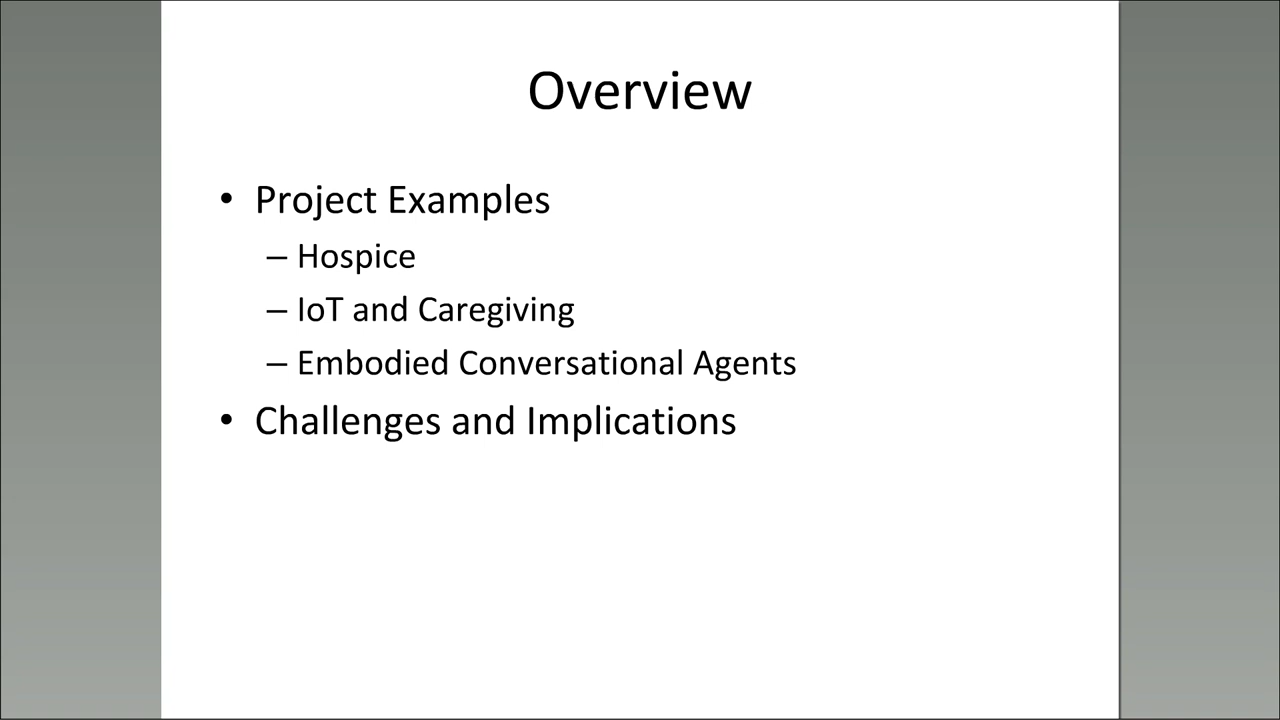 Overview
• Project Examples
– Hospice
– IoT and Caregiving
– Embodied Conversational Agents
• Challenges and Implications